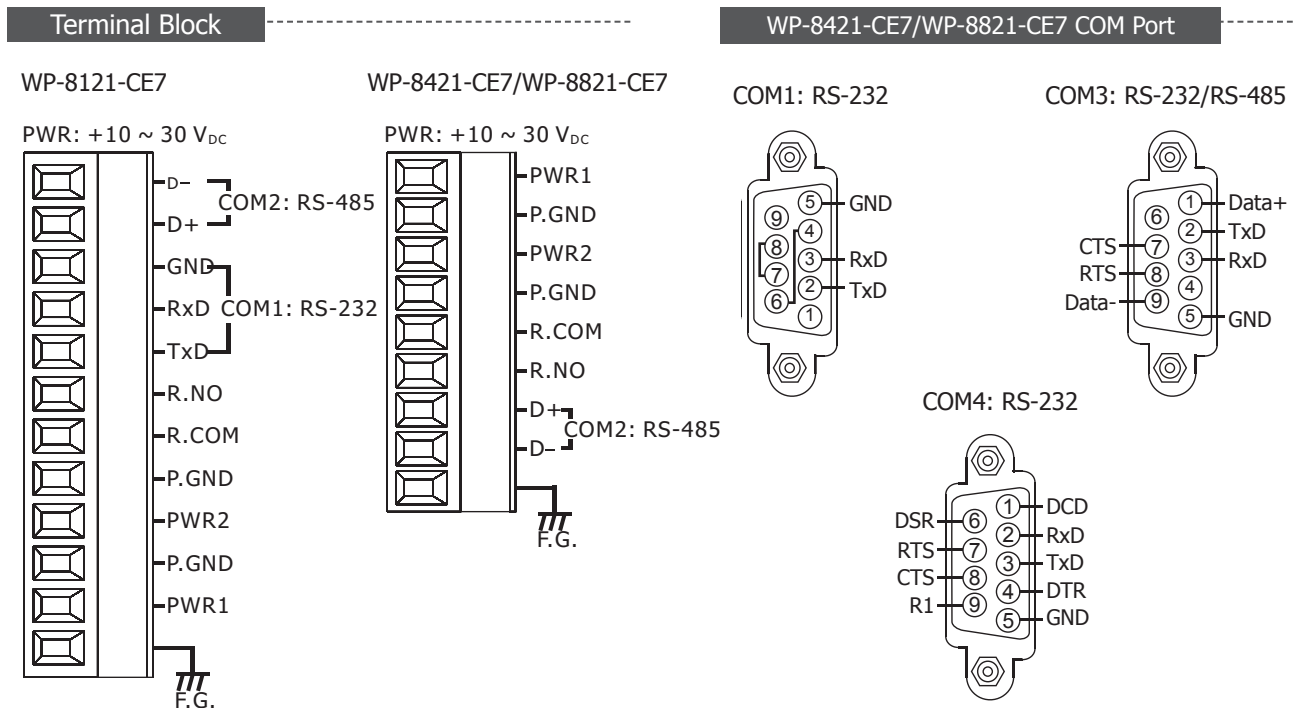 Terminal Block
WP-8121-CE7
PWR: +10 ~ 30 VDC
D−
D+
COM2: RS-485
GND
RxD
TxD
COM1: RS-232
R.NO
R.COM
P.GND
PWR2
P.GND
PWR1
F.G.
WP-8421-CE7/WP-8821-CE7
PWR: +10 ~ 30 VDC
PWR1
P.GND
PWR2
P.GND
R.COM
R.NO
D+
D−
COM2: RS-485
F.G.
WP-8421-CE7/WP-8821-CE7 COM Port
COM1: RS-232
5 GND
9
4
8
3 RxD
7
2 TxD
6
1
COM3: RS-232/RS-485
1 Data+
6
2 TxD
CTS 7
3 RxD
RTS 8
4
Data- 9
5 GND
COM4: RS-232
1 DCD
DSR 6
2 RxD
RTS 7
3 TxD
CTS 8
4 DTR
R1 9
5 GND